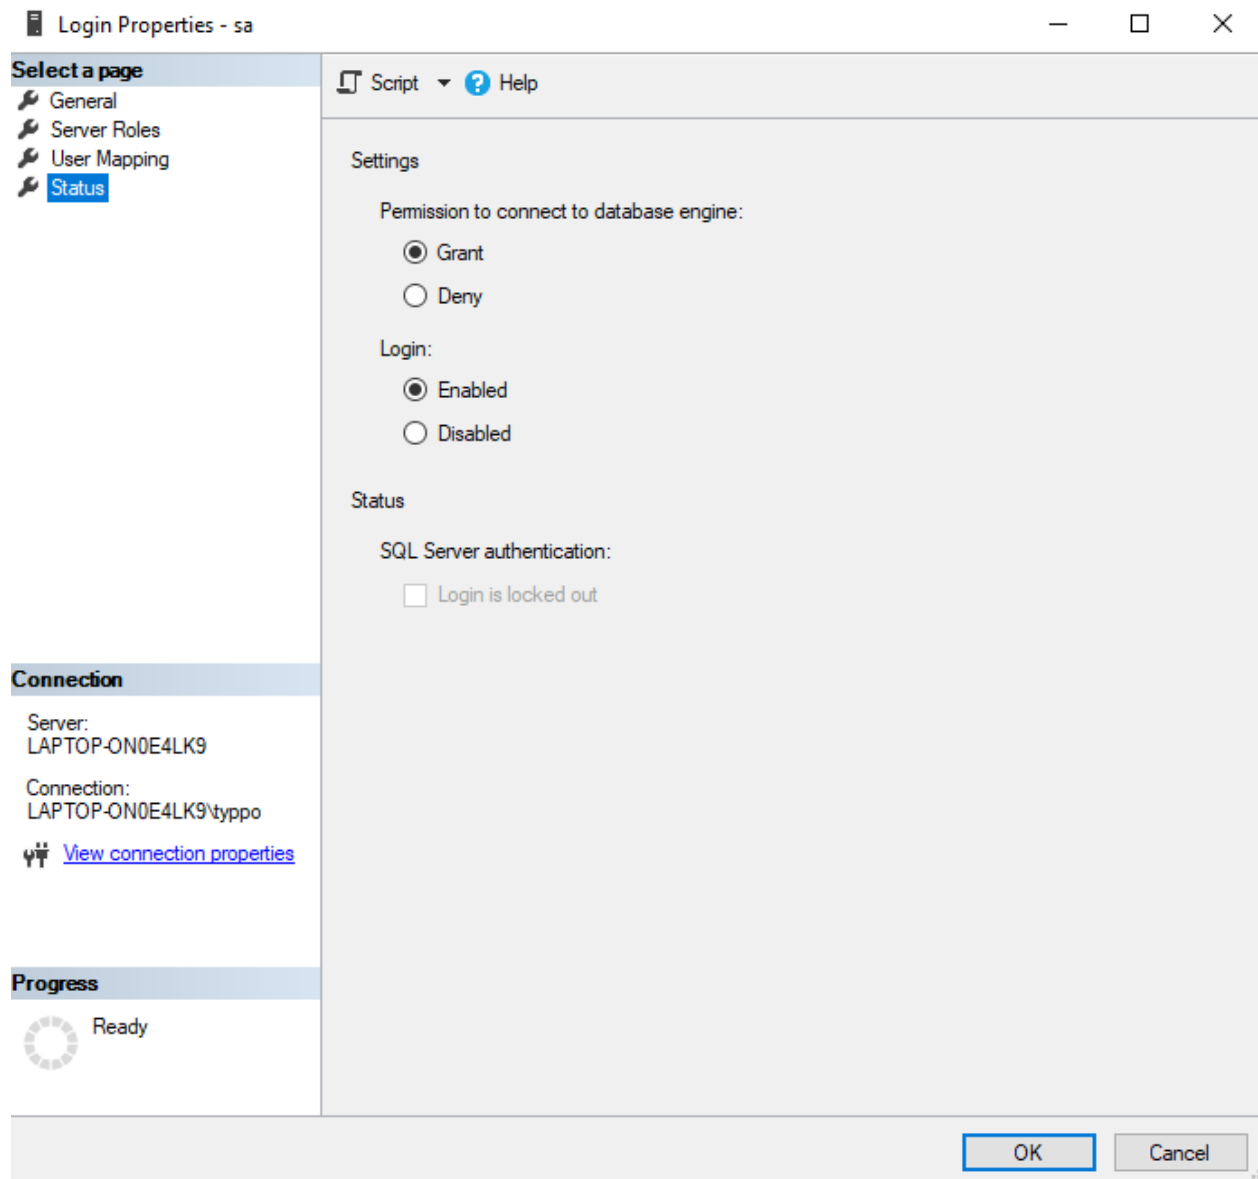 Login Properties - sa
Select a page
General
Server Roles
User Mapping
Status
Script
Help
Settings
Permission to connect to database engine:
Grant
Deny
Login:
Enabled
Disabled
Status
SQL Server authentication:
Login is locked out
Connection
Server:
LAPTOP-ON0E4LK9
Connection:
LAPTOP-ON0E4LK9\typpo
View connection properties
Progress
Ready
OK
Cancel